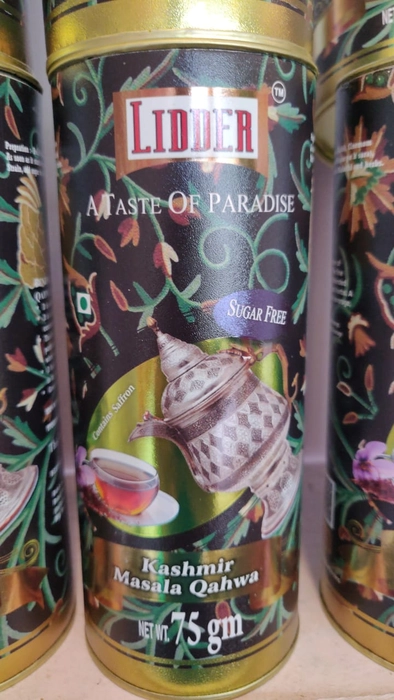 LIDDER
TM
A TASTE OF PARADISE
SUGAR FREE
Contains Saffron
Kashmir
Masala Qahwa
NET WT. 75 gm